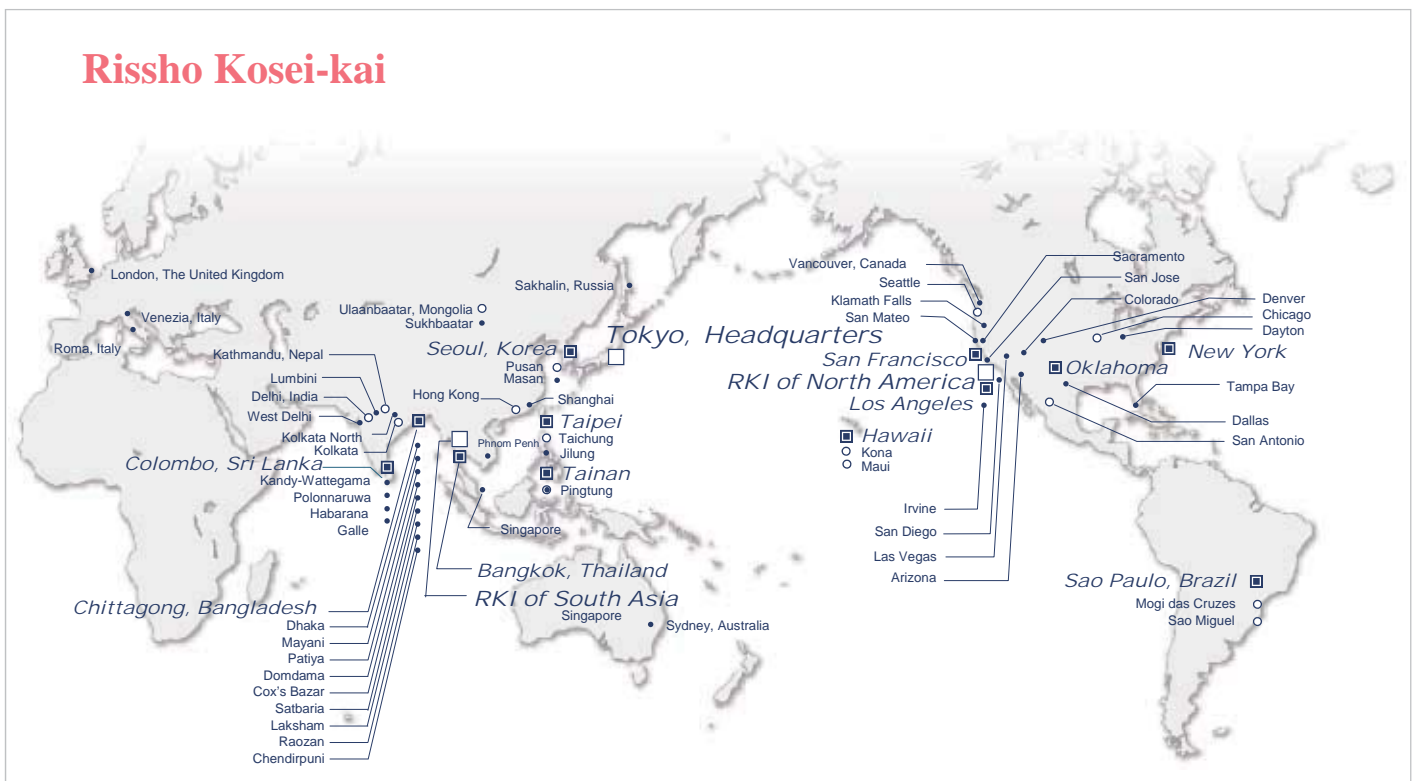 Rissho Kosei-kai
London, The United Kingdom
Venezia, Italy
Roma, Italy
Ulaanbaatar, Mongolia
Sukhbaatar
Sakhalin, Russia
Tokyo, Headquarters
Seoul, Korea
Pusan
Masan
Kathmandu, Nepal
Lumbini
Delhi, India
West Delhi
Kolkata North
Kolkata
Hong Kong
Shanghai
Taipei
Taichung
Jilung
Tainan
Pingtung
Phnom Penh
Colombo, Sri Lanka
Kandy-Wattegama
Polonnaruwa
Habarana
Galle
Singapore
Bangkok, Thailand
RKI of South Asia
Singapore
Sydney, Australia
Chittagong, Bangladesh
Dhaka
Mayani
Patiya
Domdama
Cox's Bazar
Satbaria
Laksham
Raozan
Chendirpuni
Vancouver, Canada
Seattle
Klamath Falls
San Mateo
San Francisco
RKI of North America
Los Angeles
Hawaii
Kona
Maui
Irvine
San Diego
Las Vegas
Arizona
Sacramento
San Jose
Colorado
Denver
Chicago
Dayton
New York
Oklahoma
Tampa Bay
Dallas
San Antonio
Sao Paulo, Brazil
Mogi das Cruzes
Sao Miguel